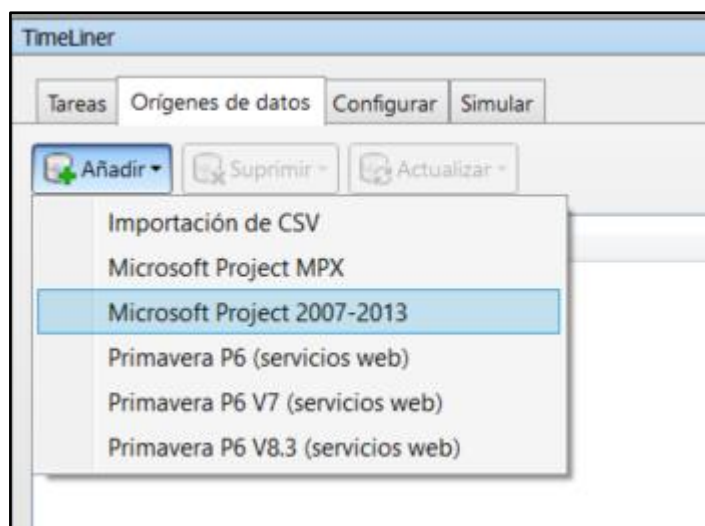 TimeLiner
Tareas Orígenes de datos Configurar Simular
Añadir Suprimir Actualizar
Importación de CSV
Microsoft Project MPX
Microsoft Project 2007-2013
Primavera P6 (servicios web)
Primavera P6 V7 (servicios web)
Primavera P6 V8.3 (servicios web)